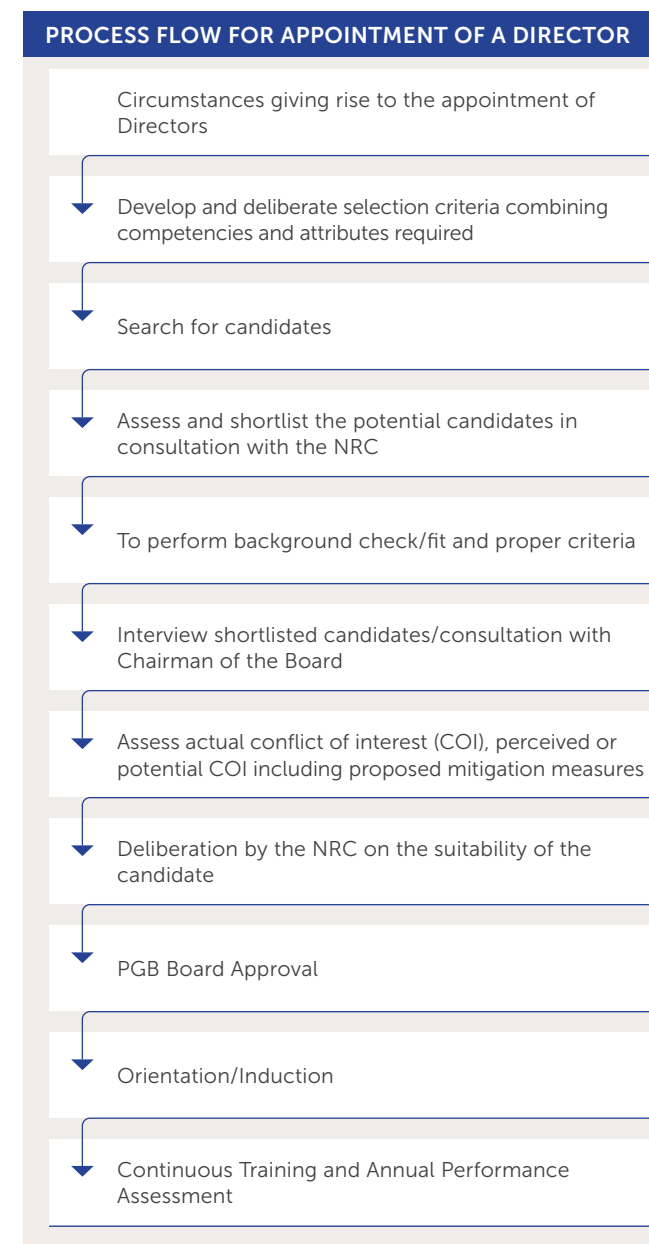 PROCESS FLOW FOR APPOINTMENT OF A DIRECTOR
Circumstances giving rise to the appointment of
Directors
Develop and deliberate selection criteria combining
competencies and attributes required
Search for candidates
Assess and shortlist the potential candidates in
consultation with the NRC
To perform background check/fit and proper criteria
Interview shortlisted candidates/consultation with
Chairman of the Board
Assess actual conflict of interest (COI), perceived or
potential COI including proposed mitigation measures
Deliberation by the NRC on the suitability of the
candidate
PGB Board Approval
Orientation/Induction
Continuous Training and Annual Performance
Assessment